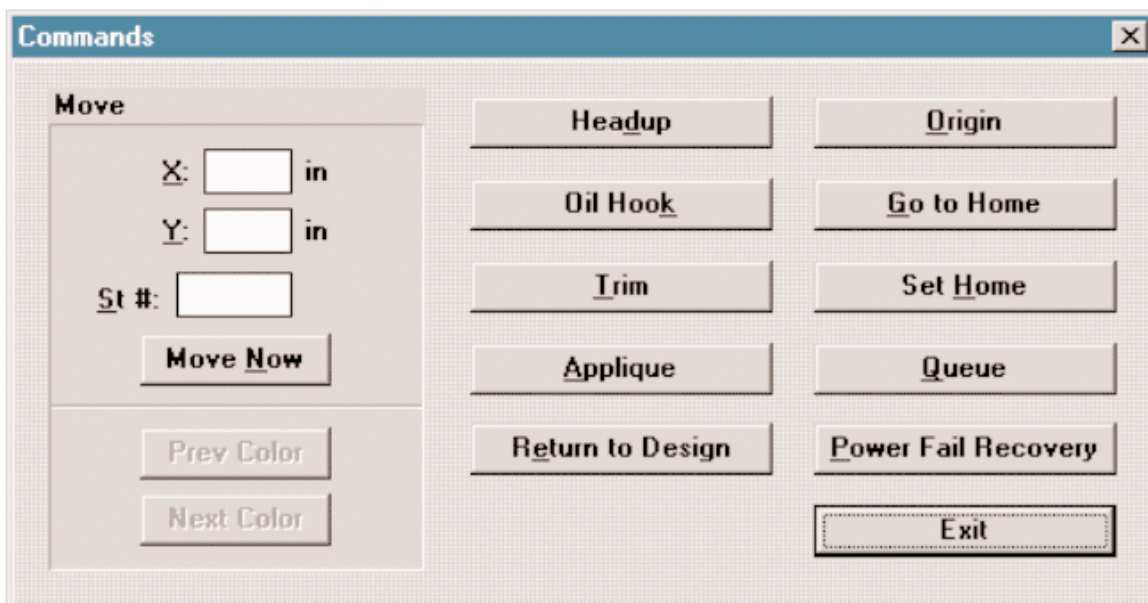 Commands
Move
X: in
Y: in
St #:
Move Now
Prev Color
Next Color
Headup
Oil Hook
Trim
Applique
Return to Design
Origin
Go to Home
Set Home
Queue
Power Fail Recovery
Exit